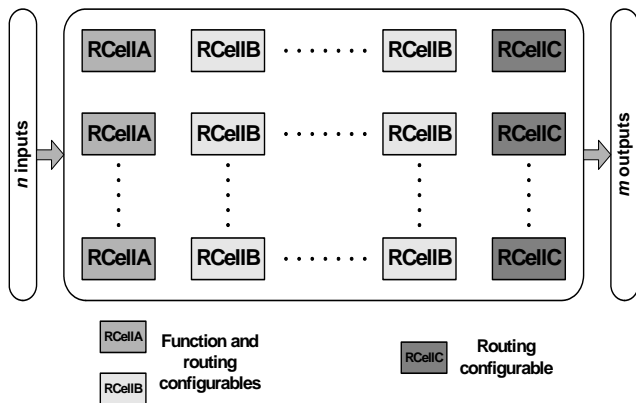 RCellA RCellB RCellB RCellC
RCellA RCellB RCellB RCellC
RCellA RCellB RCellB RCellC
n inputs
m outputs
RCellA
RCellB
Function and
routing
configurables
RCellC
Routing
configurable